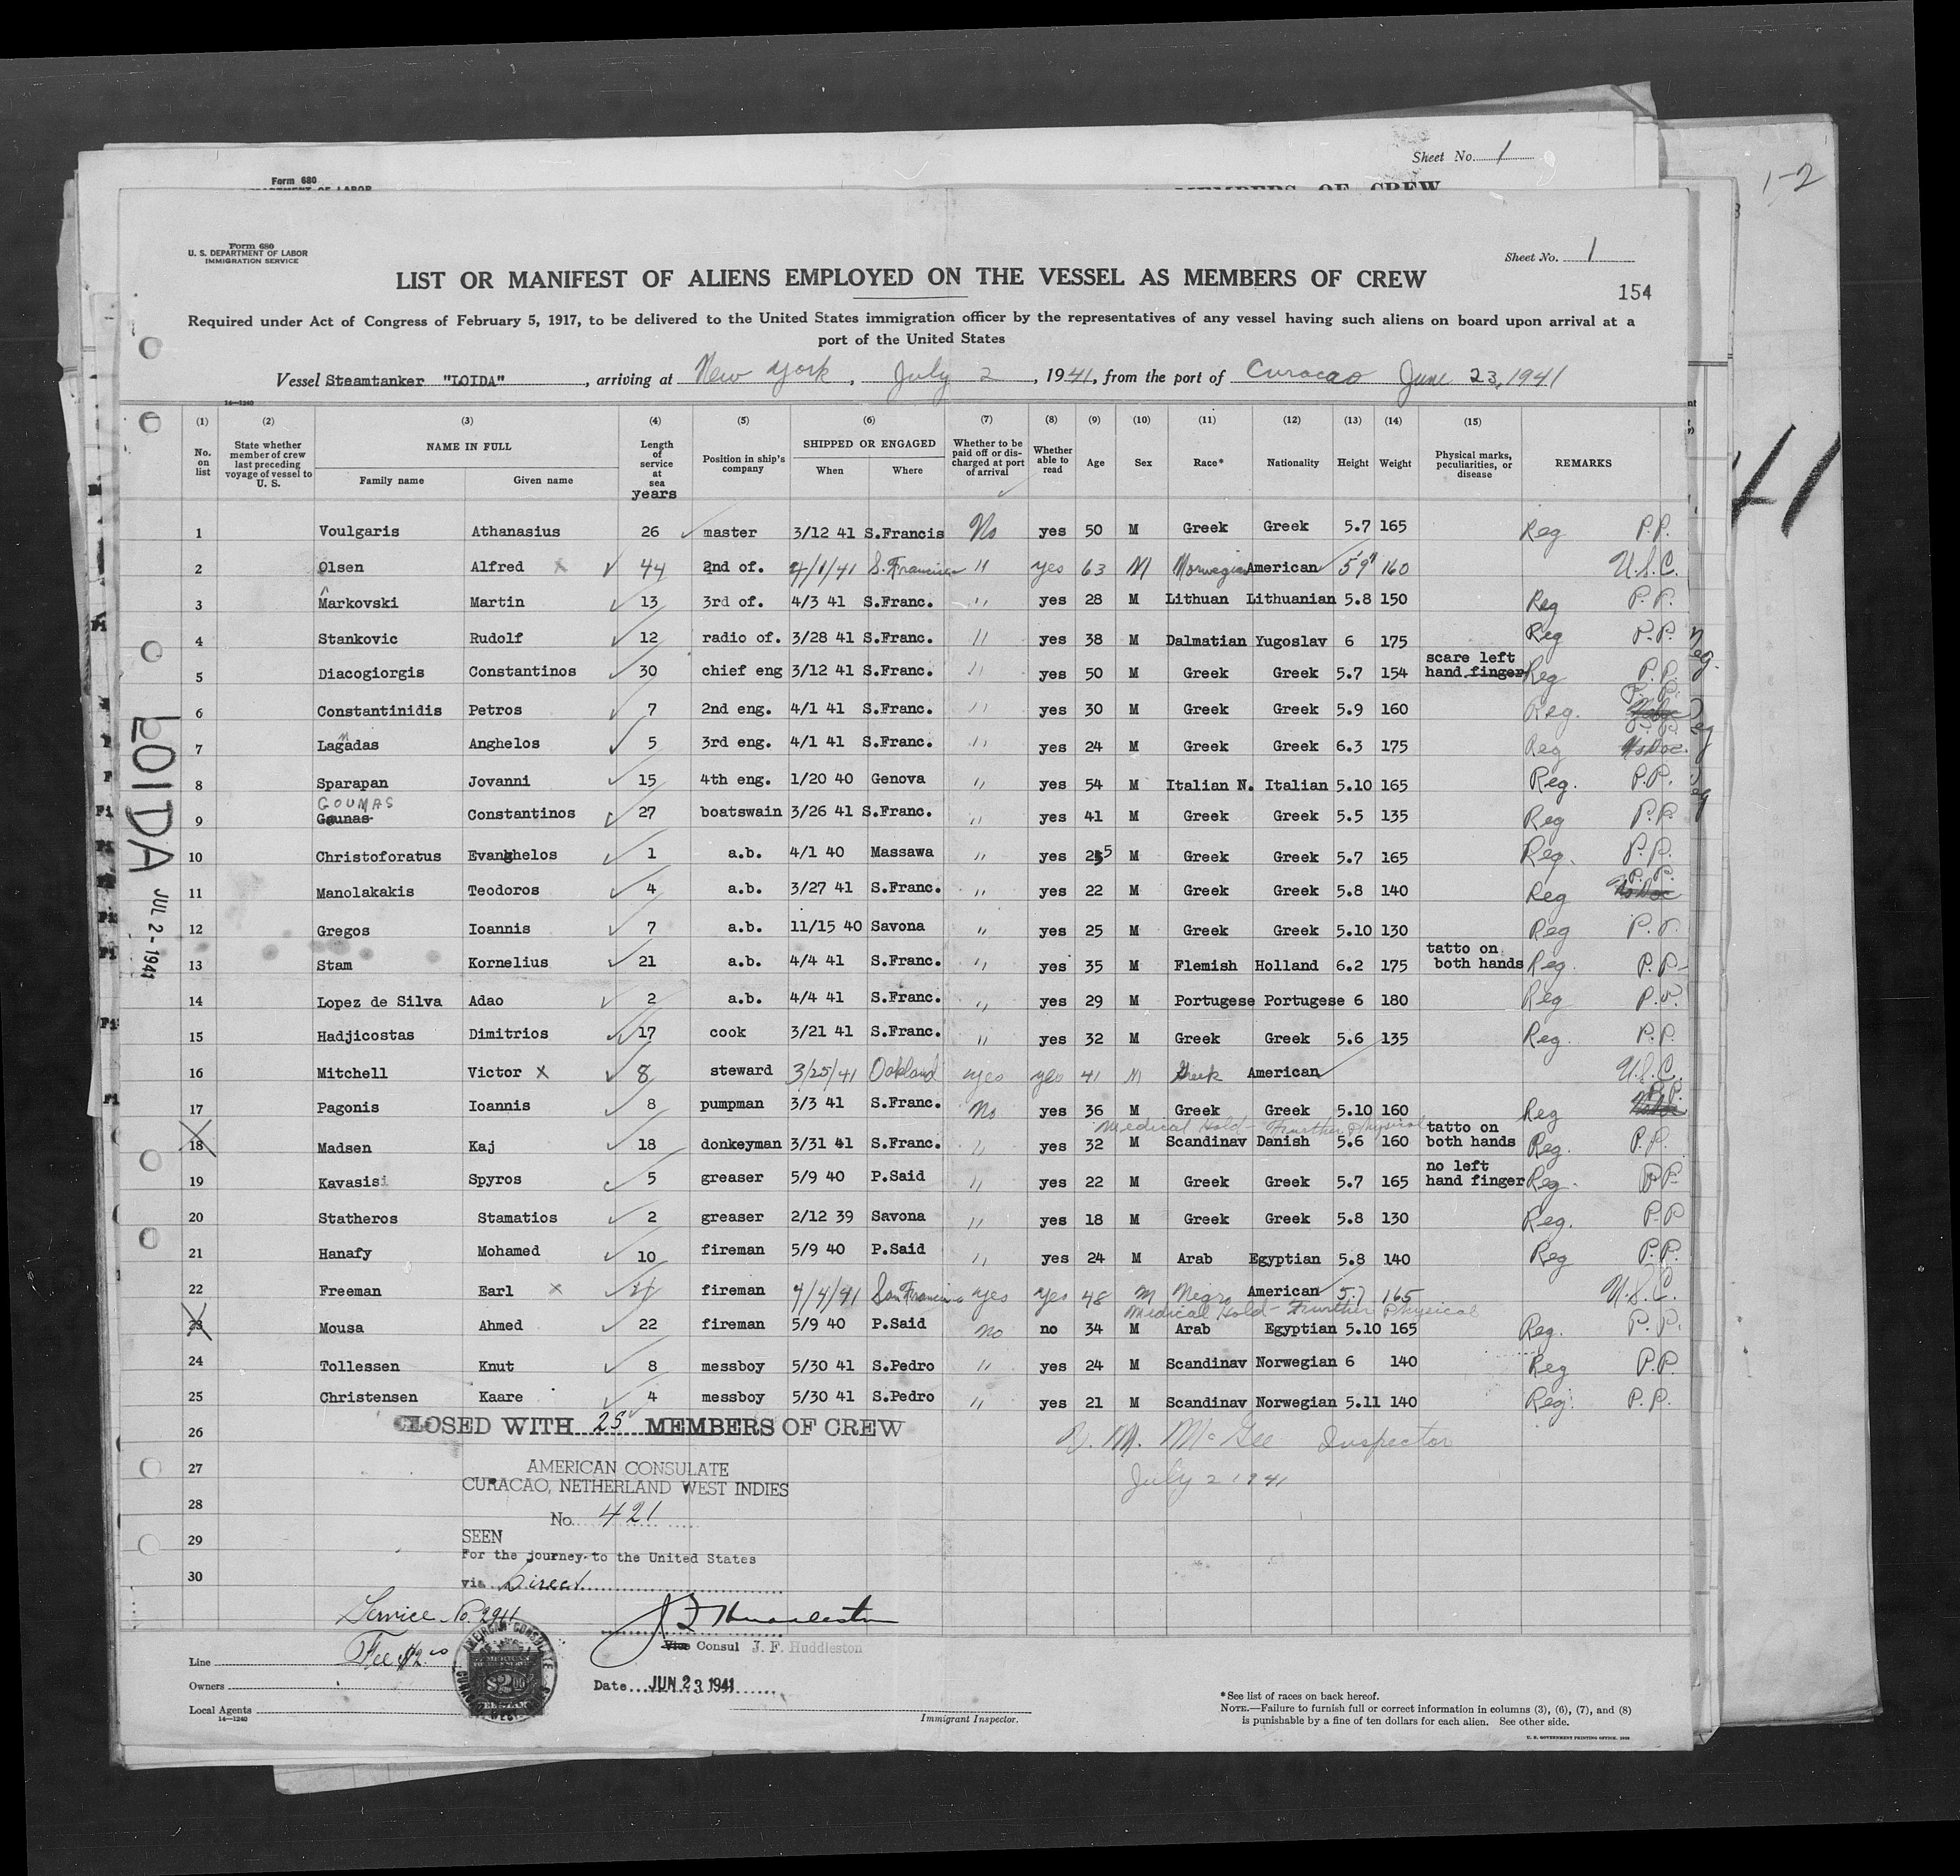 Sheet No. 1
Form 680
MEMBERS OF CREW
1-2
Form 680
U. S. DEPARTMENT OF LABOR
IMMIGRATION SERVICE
Sheet No. 1
LIST OR MANIFEST OF ALIENS EMPLOYED ON THE VESSEL AS MEMBERS OF CREW
154
Required under Act of Congress of February 5, 1917, to be delivered to the United States immigration officer by the representatives of any vessel having such aliens on board upon arrival at a
port of the United States
Vessel Steamtanker "LOIDA", arriving at New York, July 2, 1941, from the port of Curacao June 23, 1941
14—1240
(1) (2) (3) (4) (5) (6) (7) (8) (9) (10) (11) (12) (13) (14) (15)
No. on list State whether member of crew last preceding voyage of vessel to U. S. NAME IN FULL Family name Given name Length of service at sea years Position in ship's company SHIPPED OR ENGAGED When Where Whether to be paid off or discharged at port of arrival Whether able to read Age Sex Race* Nationality Height Weight Physical marks, peculiarities, or disease REMARKS
1 Voulgaris Athanasius 26 master 3/12 41 S.Francis No yes 50 M Greek Greek 5.7 165 Reg P.P.
2 Olsen Alfred x 44 2nd of. 4/1/41 S. Francisco " yes 63 M Norwegian American 5'9" 160 U.S.C.
3 Markovski Martin 13 3rd of. 4/3 41 S.Franc. " yes 28 M Lithuan Lithuanian 5.8 150 Reg P.P.
4 Stankovic Rudolf 12 radio of. 3/28 41 S.Franc. " yes 38 M Dalmatian Yugoslav 6 175 Reg P.P.
5 Diacogiorgis Constantinos 30 chief eng 3/12 41 S.Franc. " yes 50 M Greek Greek 5.7 154 scare left hand finger Reg P.P.
6 Constantinidis Petros 7 2nd eng. 4/1 41 S.Franc. " yes 30 M Greek Greek 5.9 160 Reg. P.P.
7 Lagadas Anghelos 5 3rd eng. 4/1 41 S.Franc. " yes 24 M Greek Greek 6.3 175 Reg P.P. No Doc.
8 Sparapan Jovanni 15 4th eng. 1/20 40 Genova " yes 54 M Italian N. Italian 5.10 165 Reg. P.P.
GOUMAS
9 Gounas Constantinos 27 boatswain 3/26 41 S.Franc. " yes 41 M Greek Greek 5.5 135 Reg P.P.
10 Christoforatus Evanghelos 1 a.b. 4/1 40 Massawa " yes 25 M Greek Greek 5.7 165 Reg. P.P.
11 Manolakakis Teodoros 4 a.b. 3/27 41 S.Franc. " yes 22 M Greek Greek 5.8 140 Reg P.P. No Doc
12 Gregos Ioannis 7 a.b. 11/15 40 Savona " yes 25 M Greek Greek 5.10 130 Reg P.P.
13 Stam Kornelius 21 a.b. 4/4 41 S.Franc. " yes 35 M Flemish Holland 6.2 175 tatto on both hands Reg. P.P.
14 Lopez de Silva Adao 2 a.b. 4/4 41 S.Franc. " yes 29 M Portugese Portugese 6 180 Reg P.P.
15 Hadjicostas Dimitrios 17 cook 3/21 41 S.Franc. " yes 32 M Greek Greek 5.6 135 Reg. P.P.
16 Mitchell Victor X 8 steward 3/25/41 Oakland yes yes 41 M Greek American U.S.C.
17 Pagonis Ioannis 8 pumpman 3/3 41 S.Franc. No yes 36 M Greek Greek 5.10 160 Reg P.P.
Medical Hold - Further Physical
18 Madsen Kaj 18 donkeyman 3/31 41 S.Franc. " yes 32 M Scandinav Danish 5.6 160 tatto on both hands Reg. P.P.
19 Kavasisi Spyros 5 greaser 5/9 40 P.Said " yes 22 M Greek Greek 5.7 165 no left hand finger Reg. P.P.
20 Statheros Stamatios 2 greaser 2/12 39 Savona " yes 18 M Greek Greek 5.8 130 Reg. P.P
21 Hanafy Mohamed 10 fireman 5/9 40 P.Said " yes 24 M Arab Egyptian 5.8 140 Reg P.P.
22 Freeman Earl x fireman 4/4/41 San Francisco yes yes 48 M Negro American 5.7 165 U.S.C.
Medical Hold - Further Physical
23 Mousa Ahmed 22 fireman 5/9 40 P.Said No no 34 M Arab Egyptian 5.10 165 Reg. P.P.
24 Tollessen Knut 8 messboy 5/30 41 S.Pedro " yes 24 M Scandinav Norwegian 6 140 Reg P.P.
25 Christensen Kaare 4 messboy 5/30 41 S.Pedro " yes 21 M Scandinav Norwegian 5.11 140 Reg. P.P.
CLOSED WITH 25 MEMBERS OF CREW
26
McGee Inspector
27
July 2 1941
AMERICAN CONSULATE
CURACAO, NETHERLAND WEST INDIES
28
No. 421
29
SEEN
For the journey to the United States
30
via Direct
Service No. 2911
Fee $2.00
Vice Consul J. F. Huddleston
Date JUN 23 1941
Line
Owners
Local Agents
14—1240
Immigrant Inspector.
*See list of races on back hereof.
NOTE.—Failure to furnish full or correct information in columns (3), (6), (7), and (8)
is punishable by a fine of ten dollars for each alien. See other side.
U. S. GOVERNMENT PRINTING OFFICE
LOIDA
JUL 2 - 1941
41